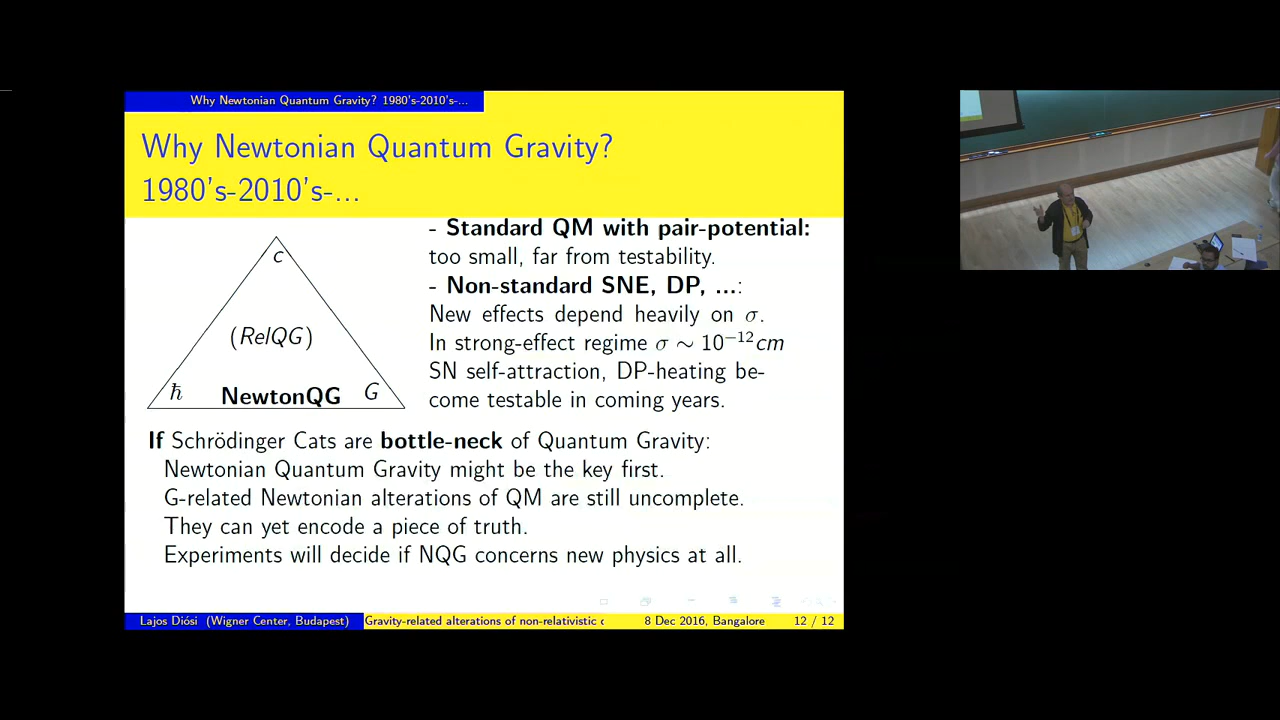 Why Newtonian Quantum Gravity? 1980's-2010's-...
Why Newtonian Quantum Gravity?
1980's-2010's-...
c
(RelQG)
ħ
NewtonQG
G
- Standard QM with pair-potential:
too small, far from testability.
- Non-standard SNE, DP, ...:
New effects depend heavily on σ.
In strong-effect regime σ ∼ 10⁻¹²cm
SN self-attraction, DP-heating be-
come testable in coming years.
If Schrödinger Cats are bottle-neck of Quantum Gravity:
Newtonian Quantum Gravity might be the key first.
G-related Newtonian alterations of QM are still uncomplete.
They can yet encode a piece of truth.
Experiments will decide if NQG concerns new physics at all.
Lajos Diósi (Wigner Center, Budapest)
Gravity-related alterations of non-relativistic
8 Dec 2016, Bangalore
12 / 12